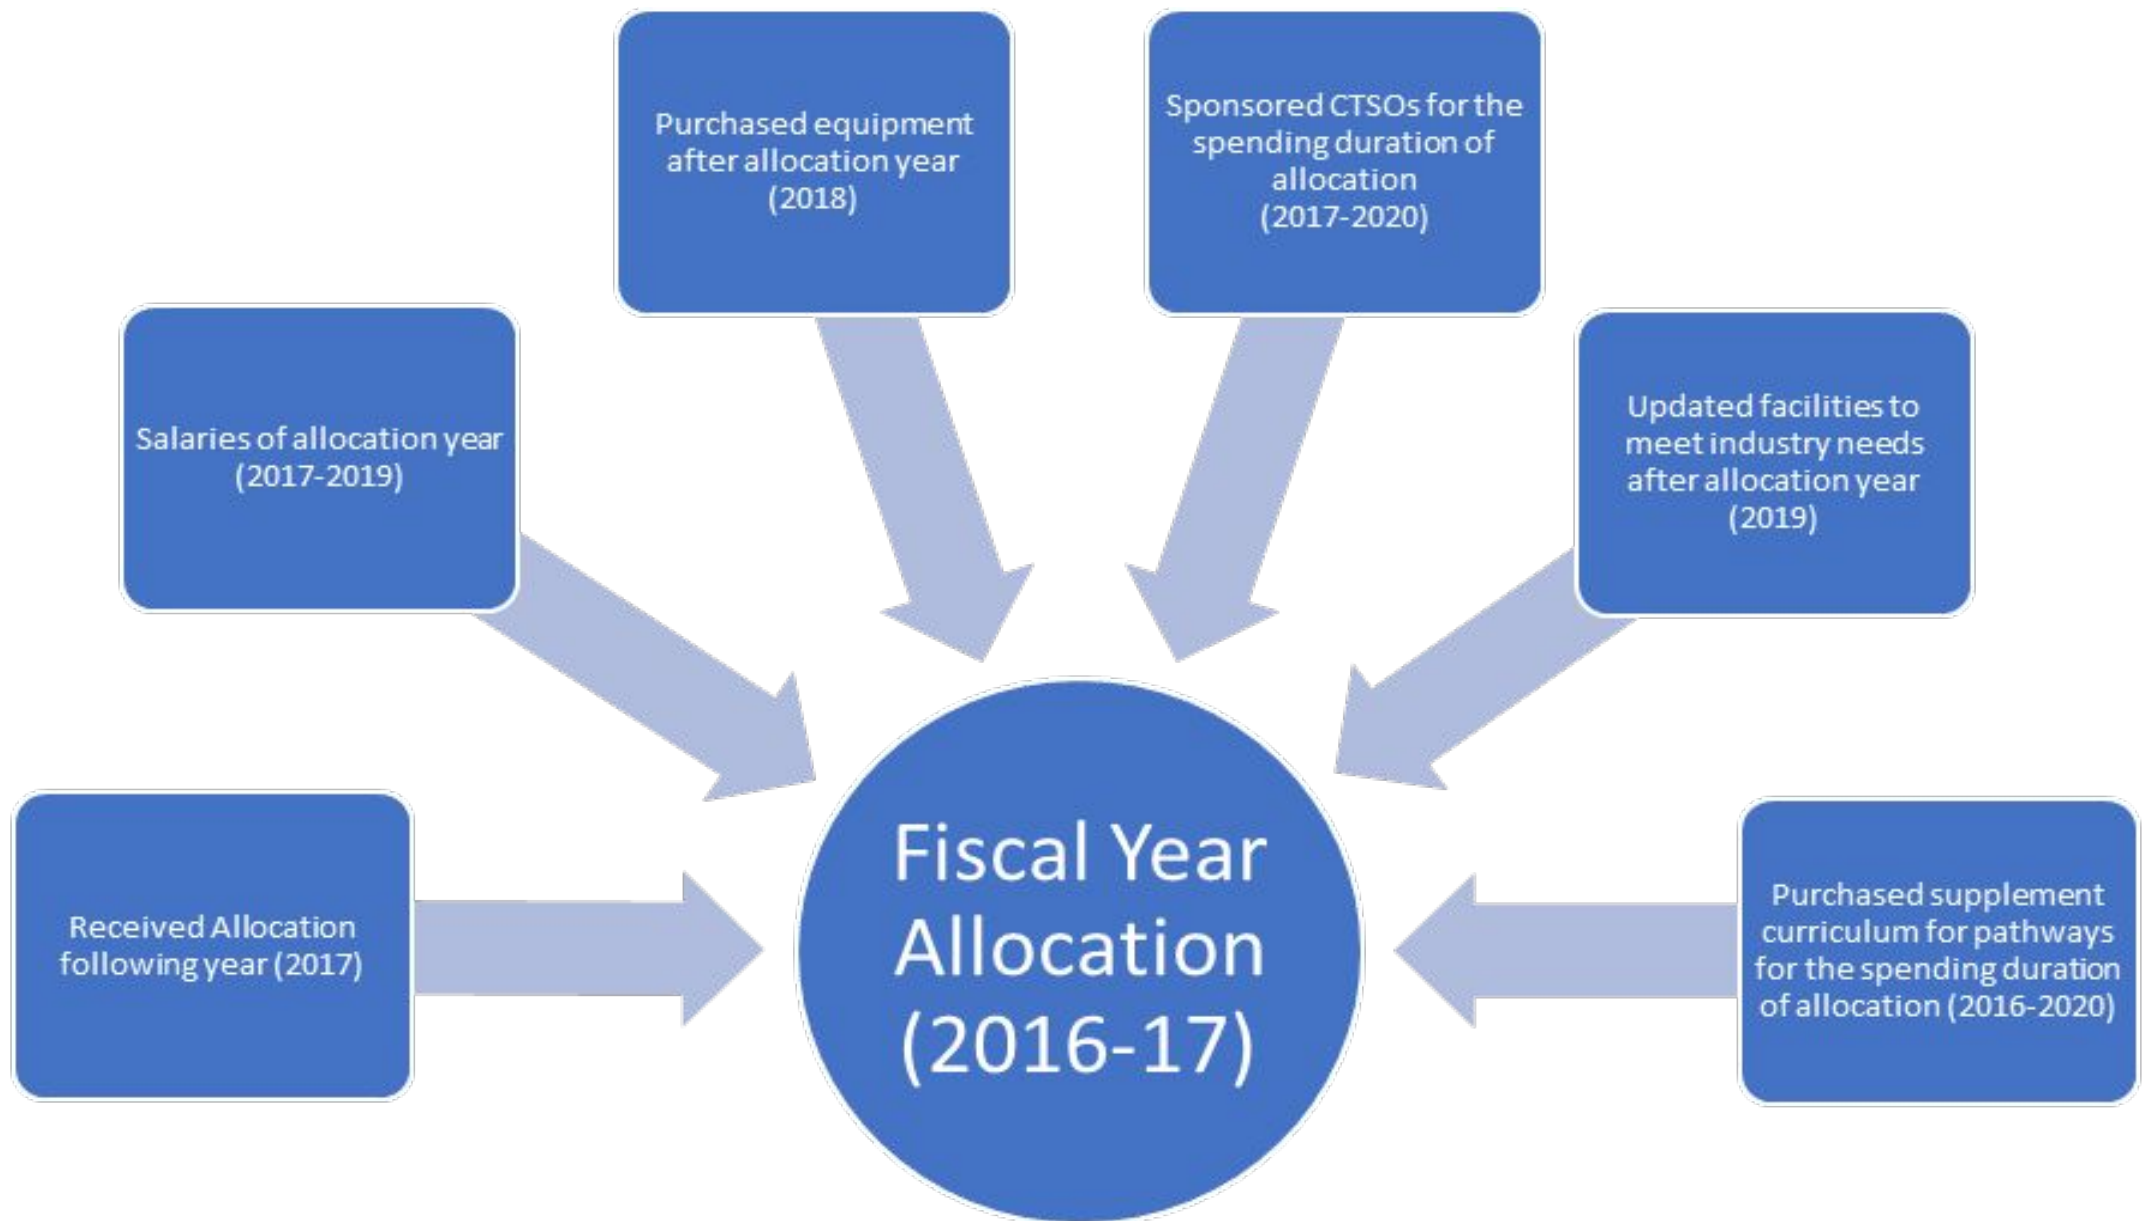 Purchased equipment
after allocation year
(2018)
Sponsored CTSOs for the
spending duration of
allocation
(2017-2020)
Salaries of allocation year
(2017-2019)
Updated facilities to
meet industry needs
after allocation year
(2019)
Received Allocation
following year (2017)
Fiscal Year
Allocation
(2016-17)
Purchased supplement
curriculum for pathways
for the spending duration
of allocation (2016-2020)